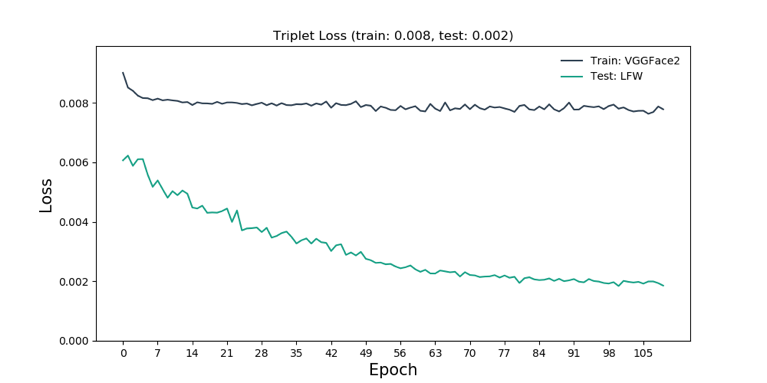 Triplet Loss (train: 0.008, test: 0.002)
Train: VGGFace2
Test: LFW
0.008
0.006
0.004
0.002
0.000
Loss
0 7 14 21 28 35 42 49 56 63 70 77 84 91 98 105
Epoch